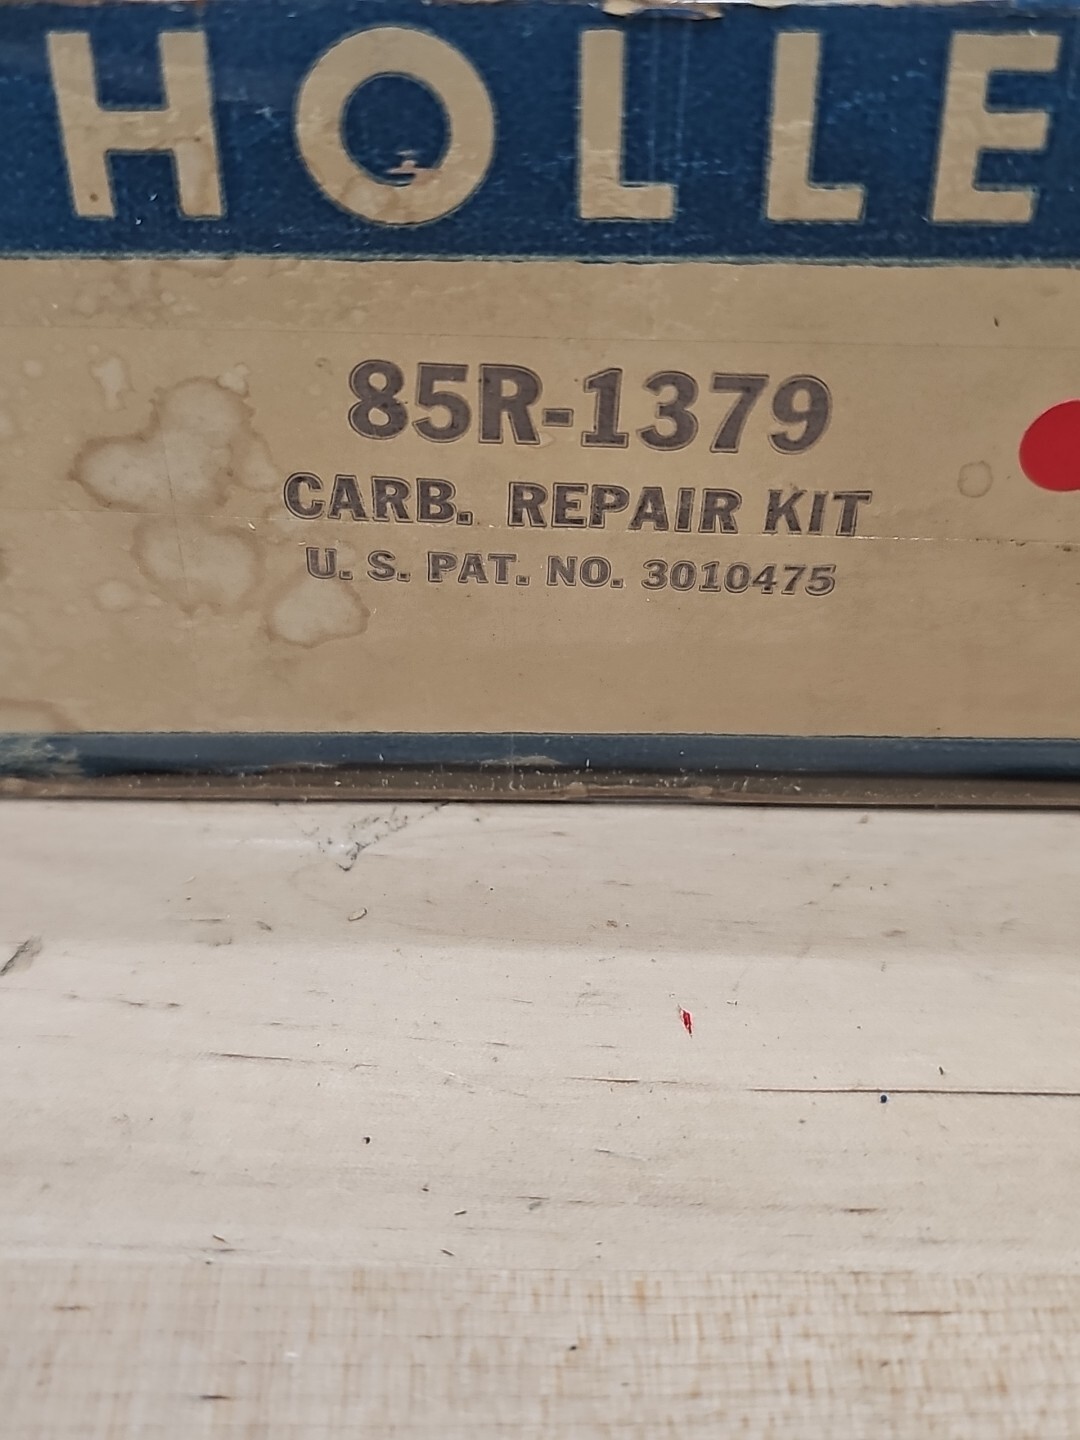 HOLLE
85R-1379
CARB. REPAIR KIT
U. S. PAT. NO. 3010475